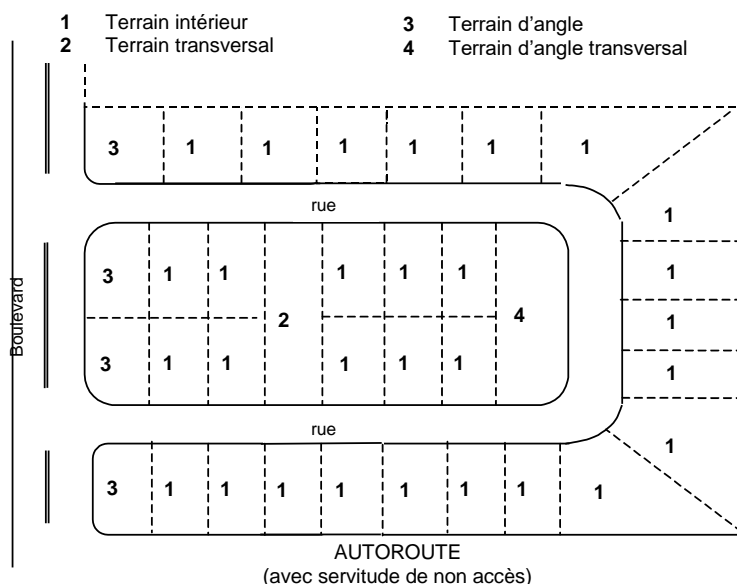 1 Terrain intérieur 3 Terrain d'angle
2 Terrain transversal 4 Terrain d'angle transversal
3 1 1 1 1 1 1
rue
1
3 1 1 1 1 1 1
2 4
1
1
3 1 1 1 1 1 1
Boulevard
rue
1
3 1 1 1 1 1 1 1 1
AUTOROUTE
(avec servitude de non accès)